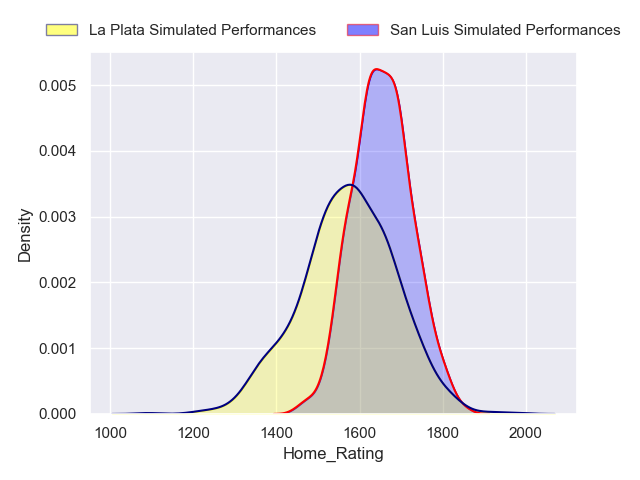 La Plata Simulated Performances San Luis Simulated Performances
0.005
0.004
0.003
0.002
0.001
0.000
Density
1000 1200 1400 1600 1800 2000
Home_Rating